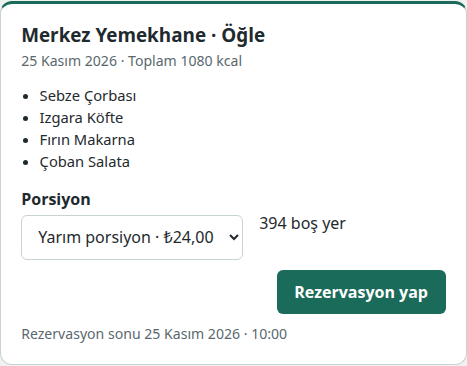 Merkez Yemekhane · Öğle
25 Kasım 2026 · Toplam 1080 kcal
• Sebze Çorbası
• Izgara Köfte
• Fırın Makarna
• Çoban Salata
Porsiyon
Yarım porsiyon · ₺24,00
394 boş yer
Rezervasyon yap
Rezervasyon sonu 25 Kasım 2026 · 10:00